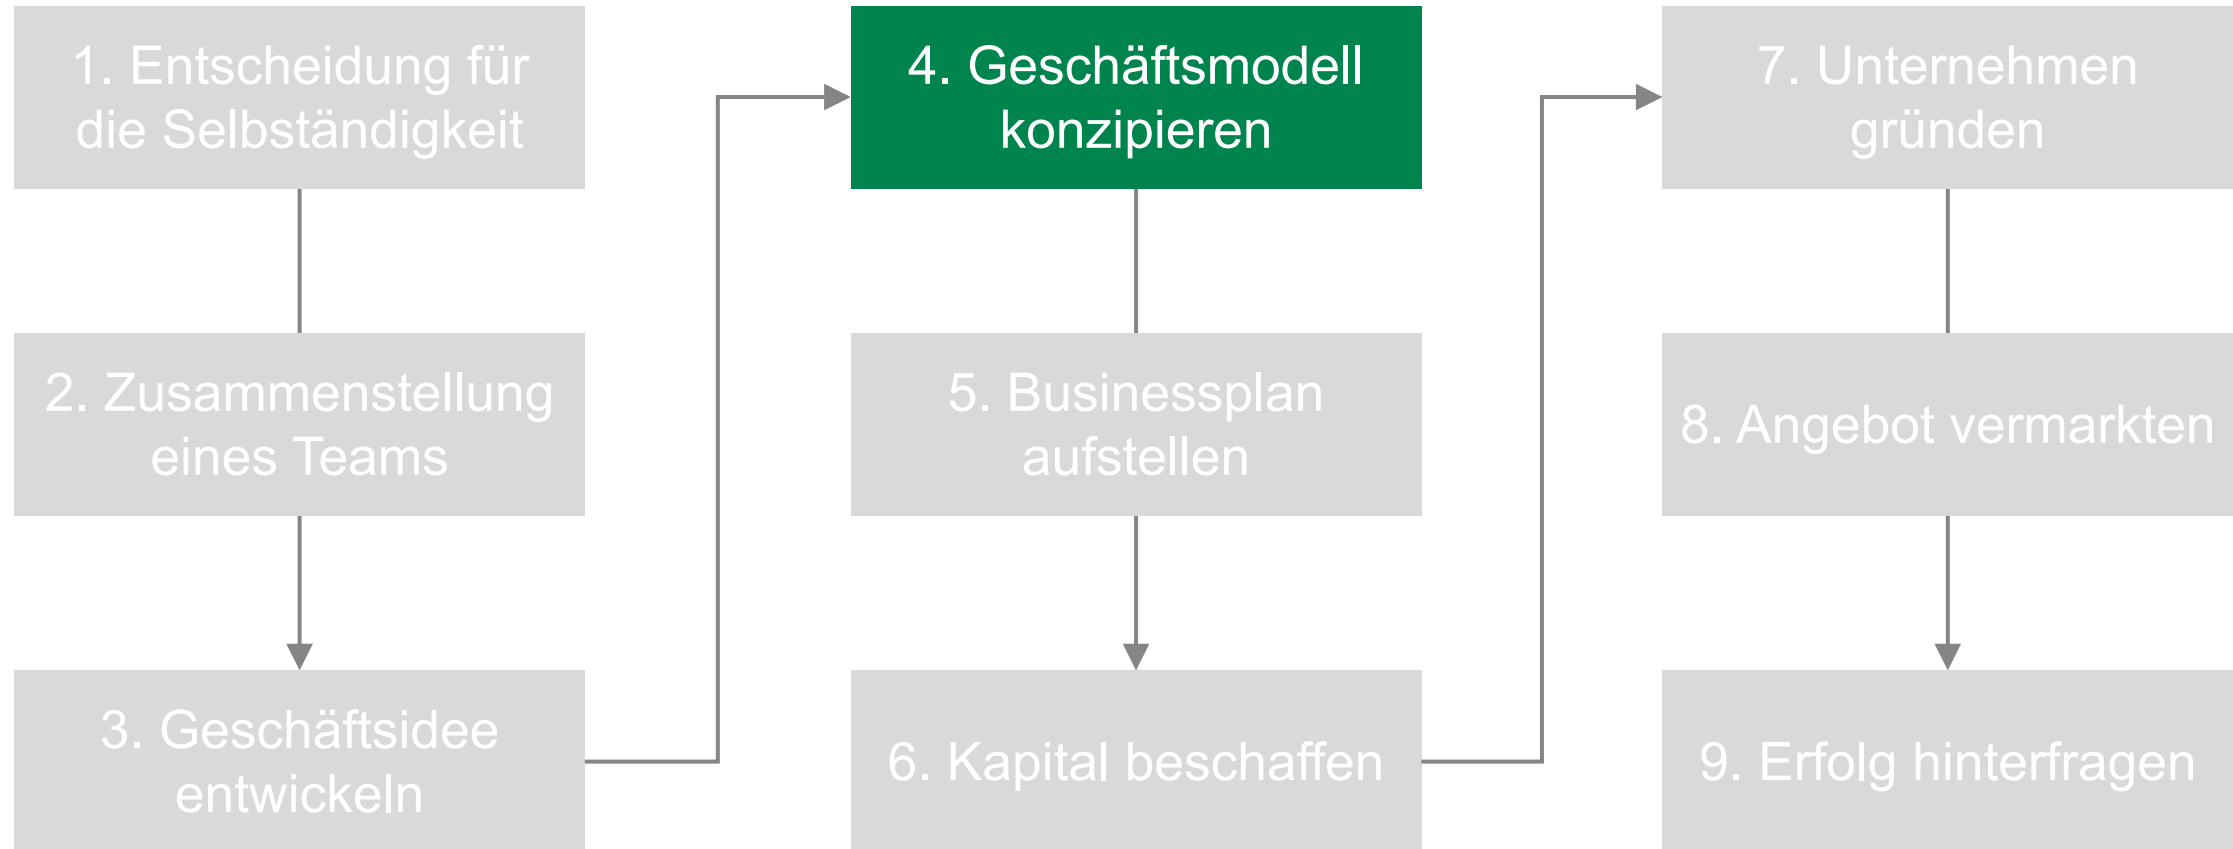 1. Entscheidung für
die Selbständigkeit
2. Zusammenstellung
eines Teams
3. Geschäftsidee
entwickeln
4. Geschäftsmodell
konzipieren
5. Businessplan
aufstellen
6. Kapital beschaffen
7. Unternehmen
gründen
8. Angebot vermarkten
9. Erfolg hinterfragen